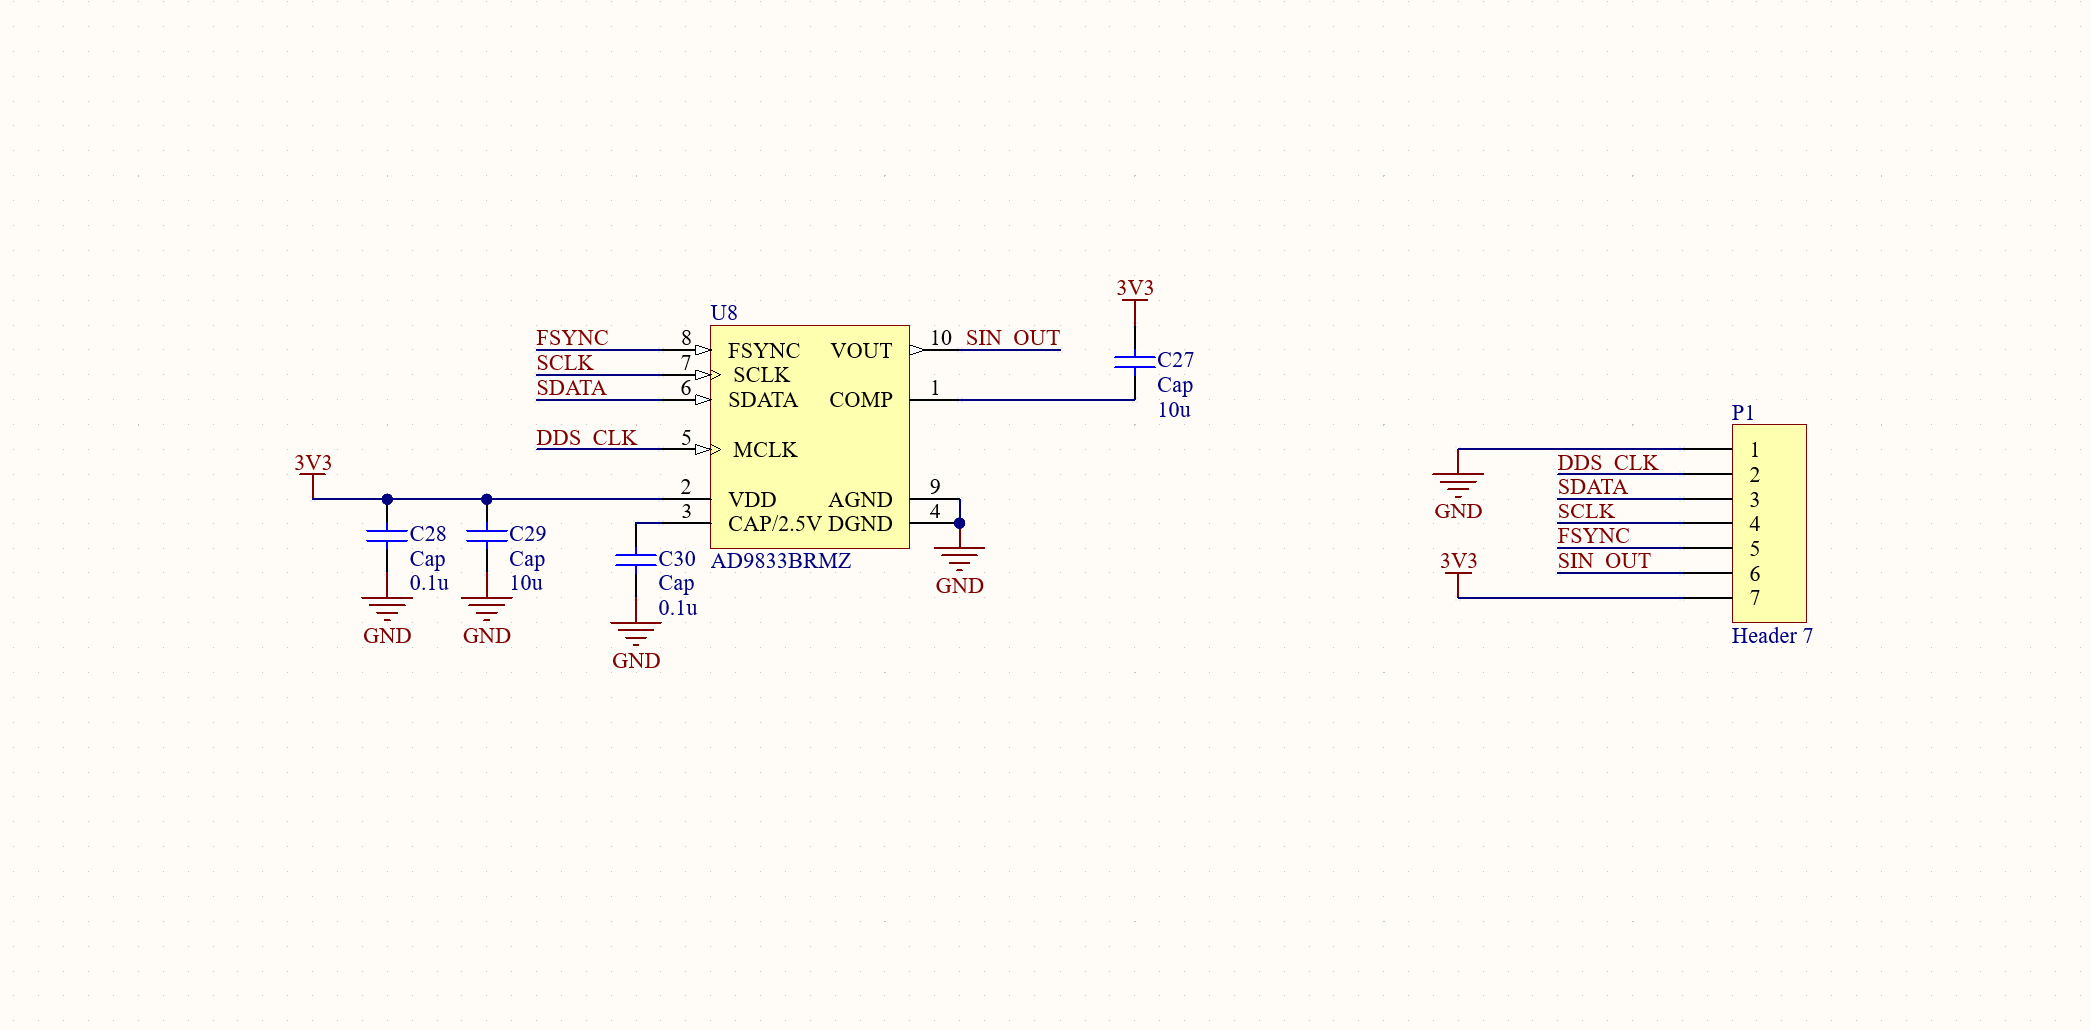 3V3
U8
FSYNC 8 FSYNC VOUT 10 SIN_OUT
SCLK 7 SCLK
SDATA 6 SDATA COMP 1
C27
Cap
10u
DDS_CLK 5 MCLK
3V3
2 VDD AGND 9
3 CAP/2.5V DGND 4
AD9833BRMZ
GND
C28
Cap
0.1u
GND
C29
Cap
10u
GND
C30
Cap
0.1u
GND
P1
1
DDS_CLK 2
SDATA 3
GND
SCLK 4
FSYNC 5
3V3
SIN_OUT 6
7
Header 7